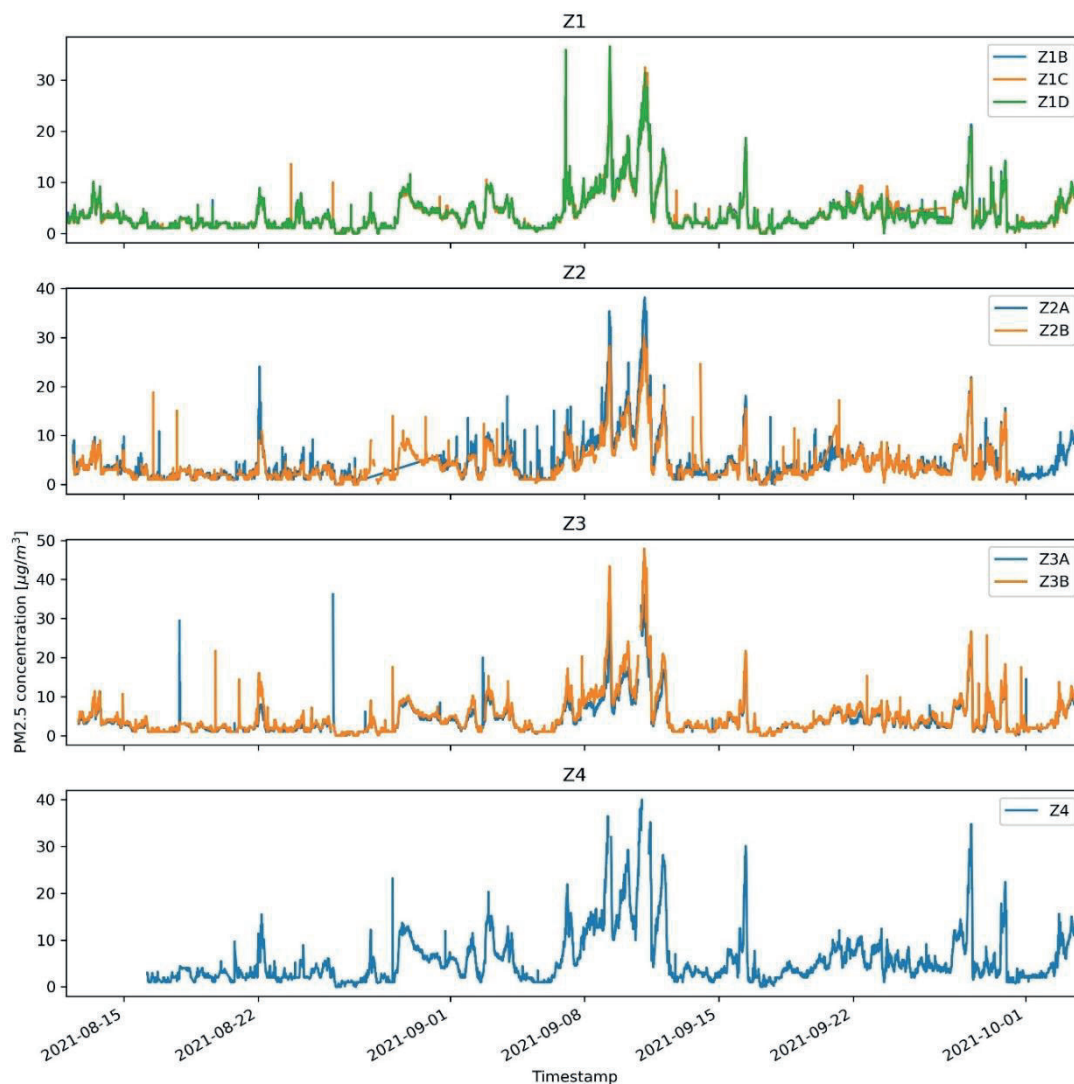 Z1
30
20
10
0
Z1B
Z1C
Z1D
Z2
40
30
20
10
0
Z2A
Z2B
Z3
50
40
30
20
10
0
Z3A
Z3B
PM2.5 concentration [μg/m³]
Z4
40
30
20
10
0
Z4
2021-08-15
2021-08-22
2021-09-01
2021-09-08
2021-09-15
2021-09-22
2021-10-01
Timestamp